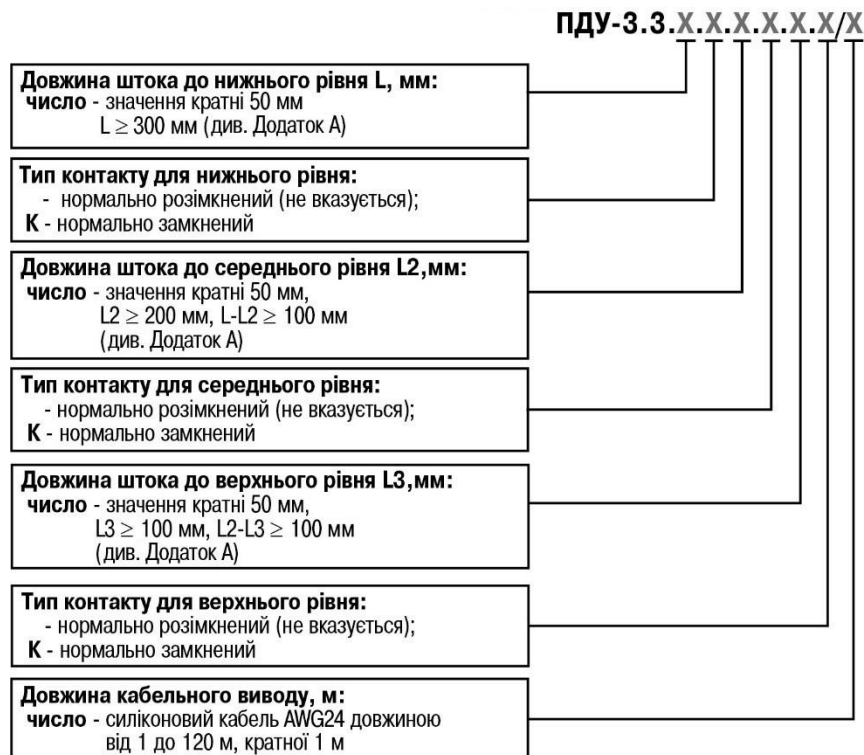 ПДУ-3.3.Х.Х.Х.Х.Х.Х/Х
Довжина штока до нижнього рівня L, мм:
число - значення кратні 50 мм
L ≥ 300 мм (див. Додаток А)
Тип контакту для нижнього рівня:
- нормально розімкнений (не вказується);
К - нормально замкнений
Довжина штока до середнього рівня L2,мм:
число - значення кратні 50 мм,
L2 ≥ 200 мм, L-L2 ≥ 100 мм
(див. Додаток А)
Тип контакту для середнього рівня:
- нормально розімкнений (не вказується);
К - нормально замкнений
Довжина штока до верхнього рівня L3,мм:
число - значення кратні 50 мм,
L3 ≥ 100 мм, L2-L3 ≥ 100 мм
(див. Додаток А)
Тип контакту для верхнього рівня:
- нормально розімкнений (не вказується);
К - нормально замкнений
Довжина кабельного виводу, м:
число - силіконовий кабель AWG24 довжиною
від 1 до 120 м, кратної 1 м